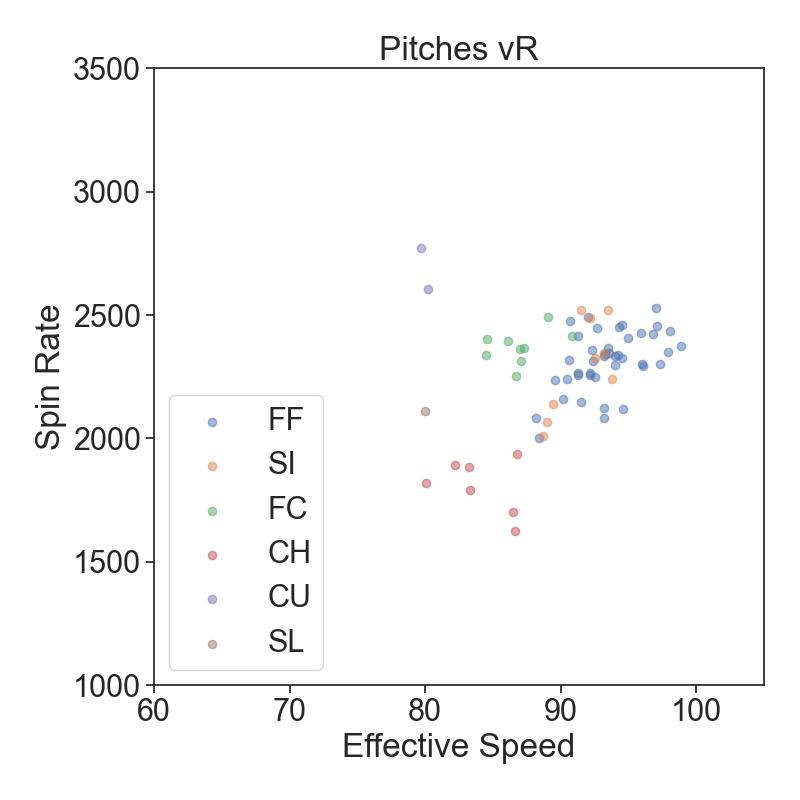 Pitches vR
3500
3000
2500
2000
1500
1000
Spin Rate
FF
SI
FC
CH
CU
SL
60 70 80 90 100
Effective Speed